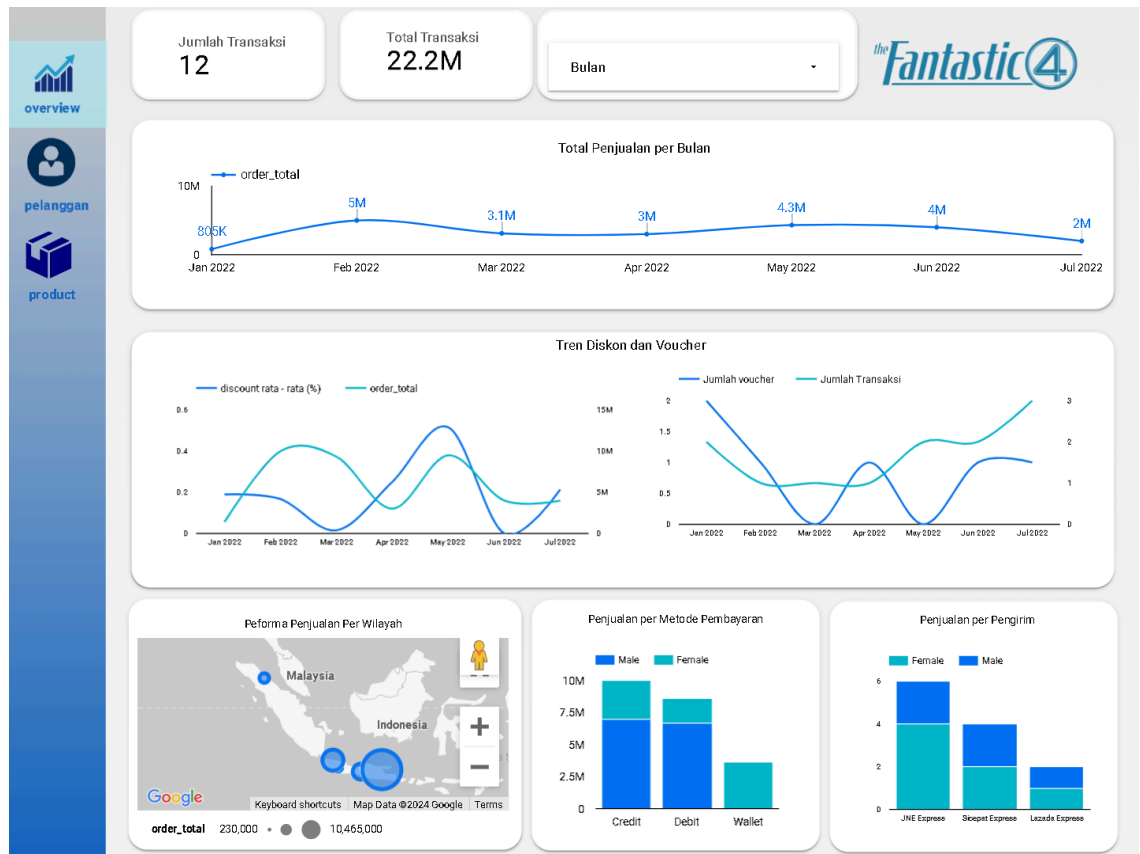 overview
pelanggan
product
Jumlah Transaksi
12
Total Transaksi
22.2M
Bulan
the Fantastic 4
Total Penjualan per Bulan
order_total
10M
0
805K
5M
3.1M
3M
4.3M
4M
2M
Jan 2022 Feb 2022 Mar 2022 Apr 2022 May 2022 Jun 2022 Jul 2022
Tren Diskon dan Voucher
discount rata - rata (%) order_total
0.6
0.4
0.2
0
15M
10M
5M
0
Jan 2022 Feb 2022 Mar 2022 Apr 2022 May 2022 Jun 2022 Jul 2022
Jumlah voucher Jumlah Transaksi
2
1.5
1
0.5
0
3
2
1
0
Jan 2022 Feb 2022 Mar 2022 Apr 2022 May 2022 Jun 2022 Jul 2022
Peforma Penjualan Per Wilayah
Malaysia
Indonesia
Google
Keyboard shortcuts Map Data ©2024 Google Terms
order_total 230,000 10,465,000
Penjualan per Metode Pembayaran
Male Female
10M
7.5M
5M
2.5M
0
Credit Debit Wallet
Penjualan per Pengirim
Female Male
6
4
2
0
JNE Express Sicepat Express Lazada Express